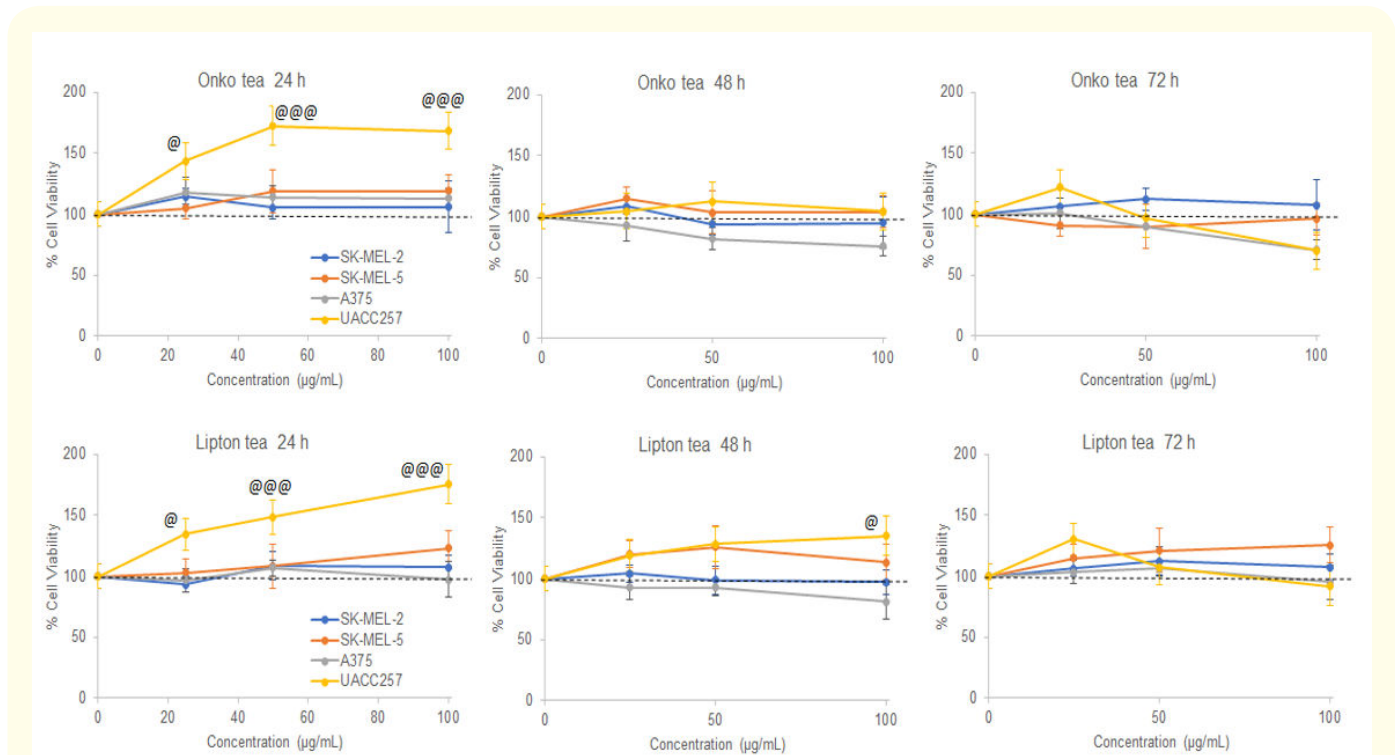 Onko tea 24 h
200
150
100
50
0
% Cell Viability
@
@@@
@@@
SK-MEL-2
SK-MEL-5
A375
UACC257
0 20 40 60 80 100
Concentration (µg/mL)
Onko tea 48 h
200
150
100
50
0
% Cell Viability
0 50 100
Concentration (µg/mL)
Onko tea 72 h
200
150
100
50
0
% Cell Viability
0 50 100
Concentration (µg/mL)
Lipton tea 24 h
200
150
100
50
0
% Cell Viability
@
@@@
@@@
SK-MEL-2
SK-MEL-5
A375
UACC257
0 20 40 60 80 100
Concentration (µg/mL)
Lipton tea 48 h
200
150
100
50
0
% Cell Viability
@
0 50 100
Concentration (µg/mL)
Lipton tea 72 h
200
150
100
50
0
% Cell Viability
0 50 100
Concentration (µg/mL)